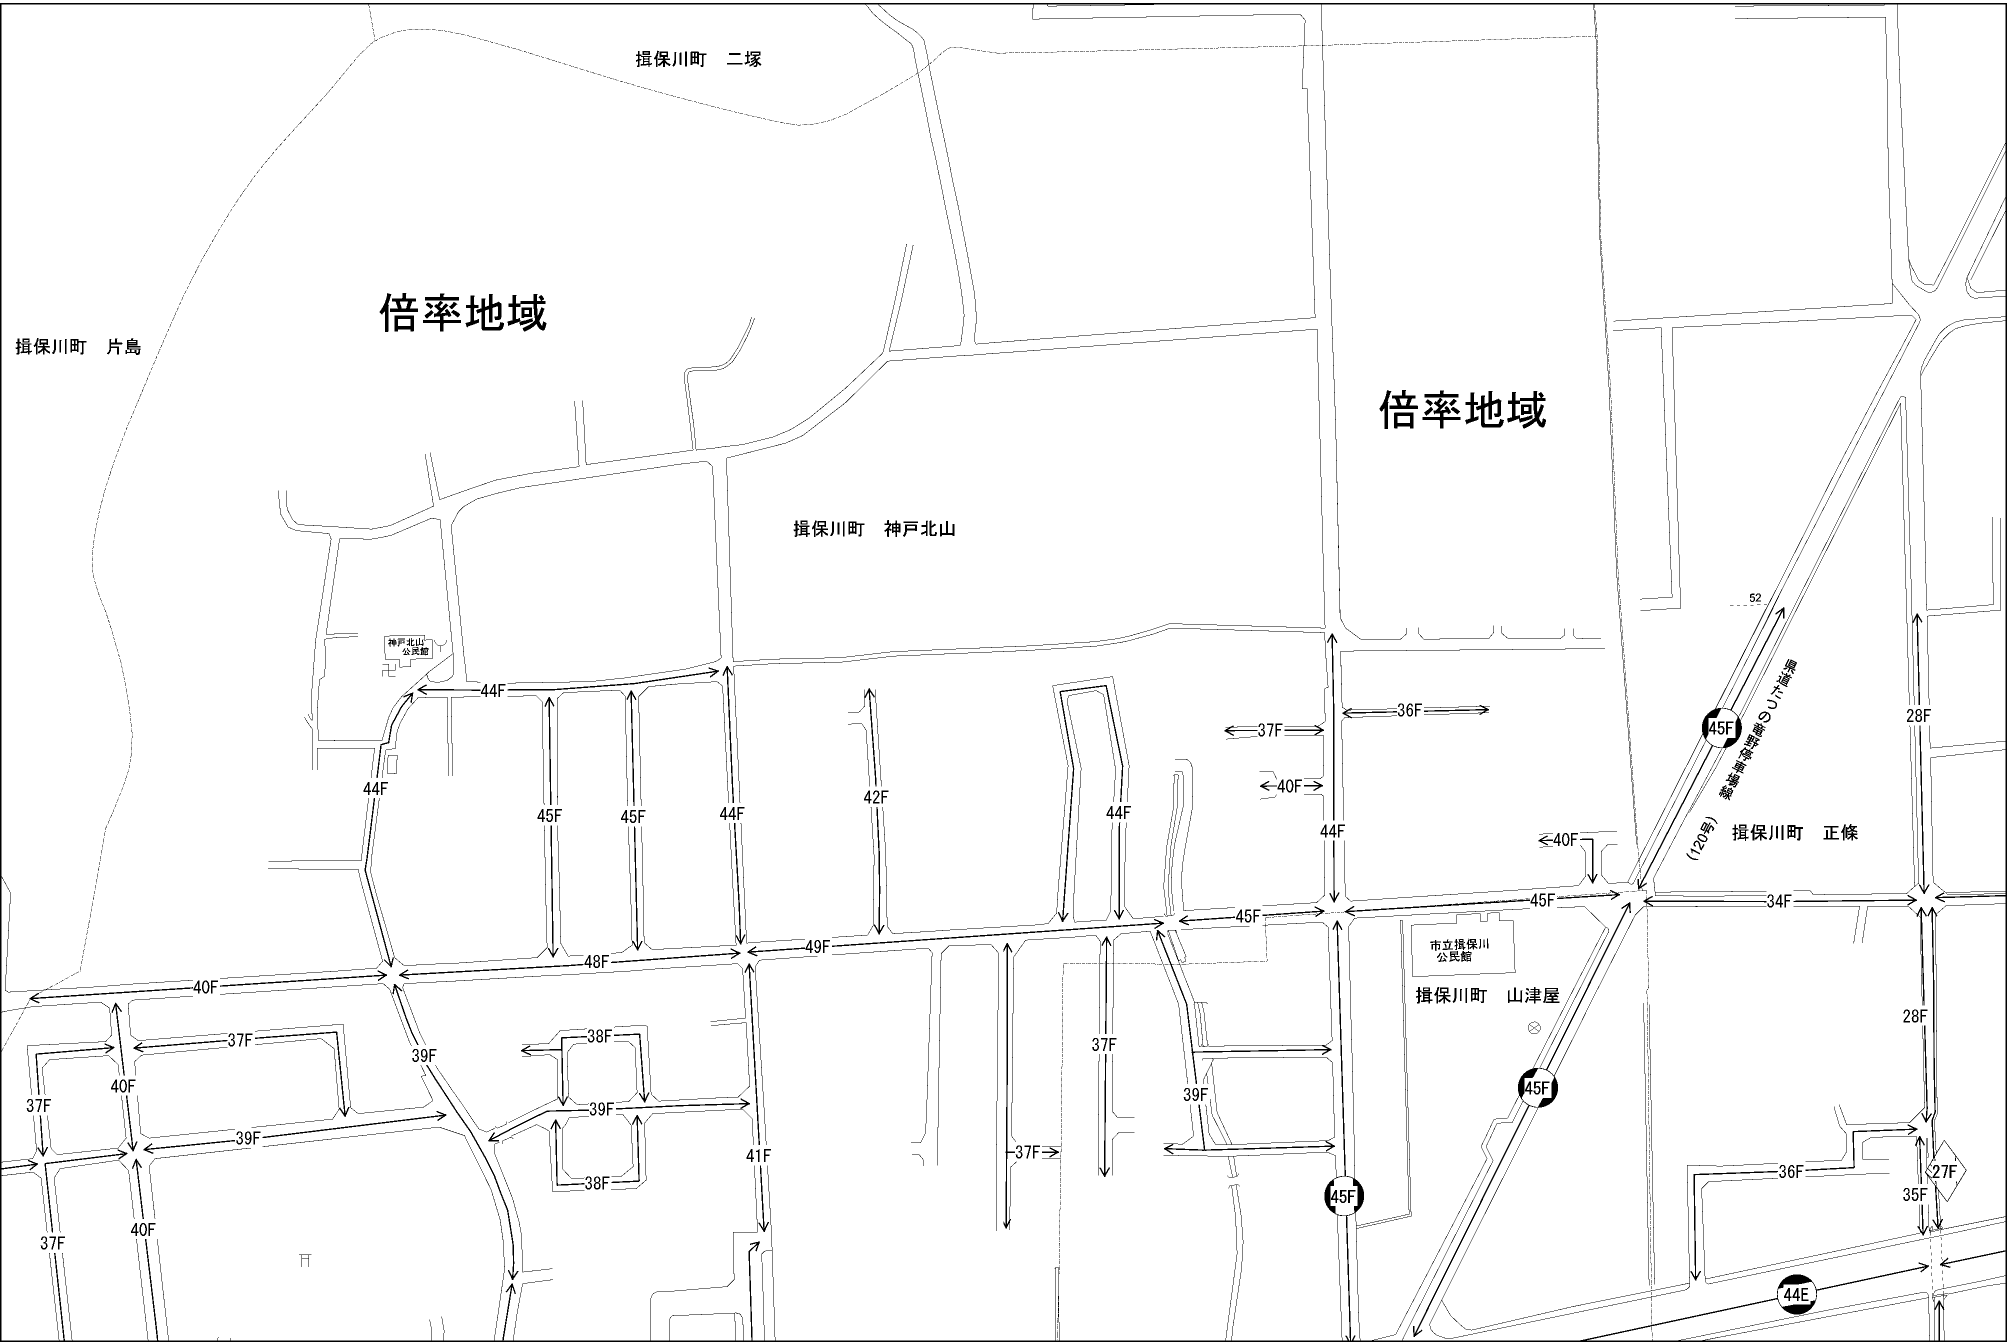 揖保川町　二塚
倍率地域
揖保川町　片島
倍率地域
揖保川町　神戸北山
52
神戸北山
公民館
県道たつの竜野停車場線
(120号)
44F
36F
28F
45F
37F
44F
40F
42F
45F
45F
44F
44F
44F
揖保川町　正條
40F
45F
34F
45F
49F
市立揖保川
公民館
48F
40F
揖保川町　山津屋
28F
37F
38F
37F
39F
40F
45F
39F
37F
39F
39F
37F
41F
36F
27F
38F
35F
45F
40F
37F
44E